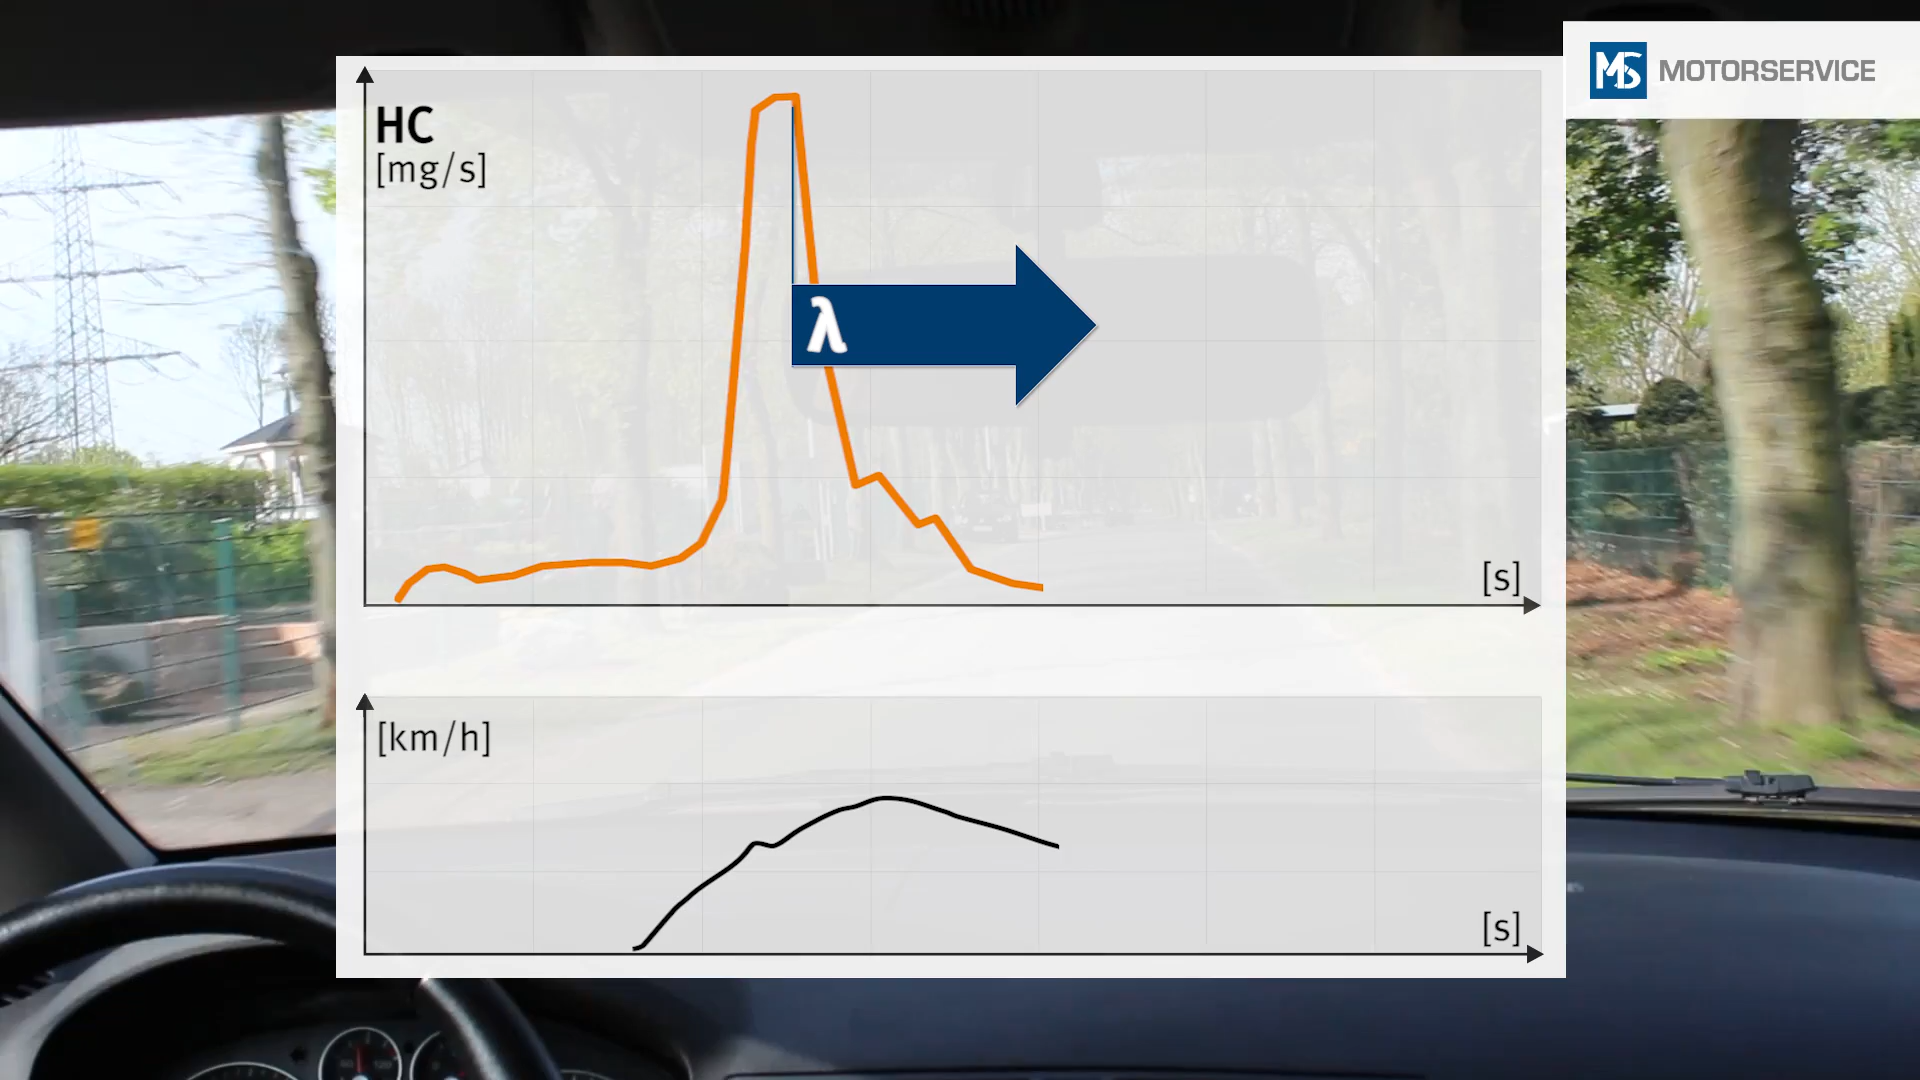 MS MOTORSERVICE
HC
[mg/s]
λ
[s]
[km/h]
[s]